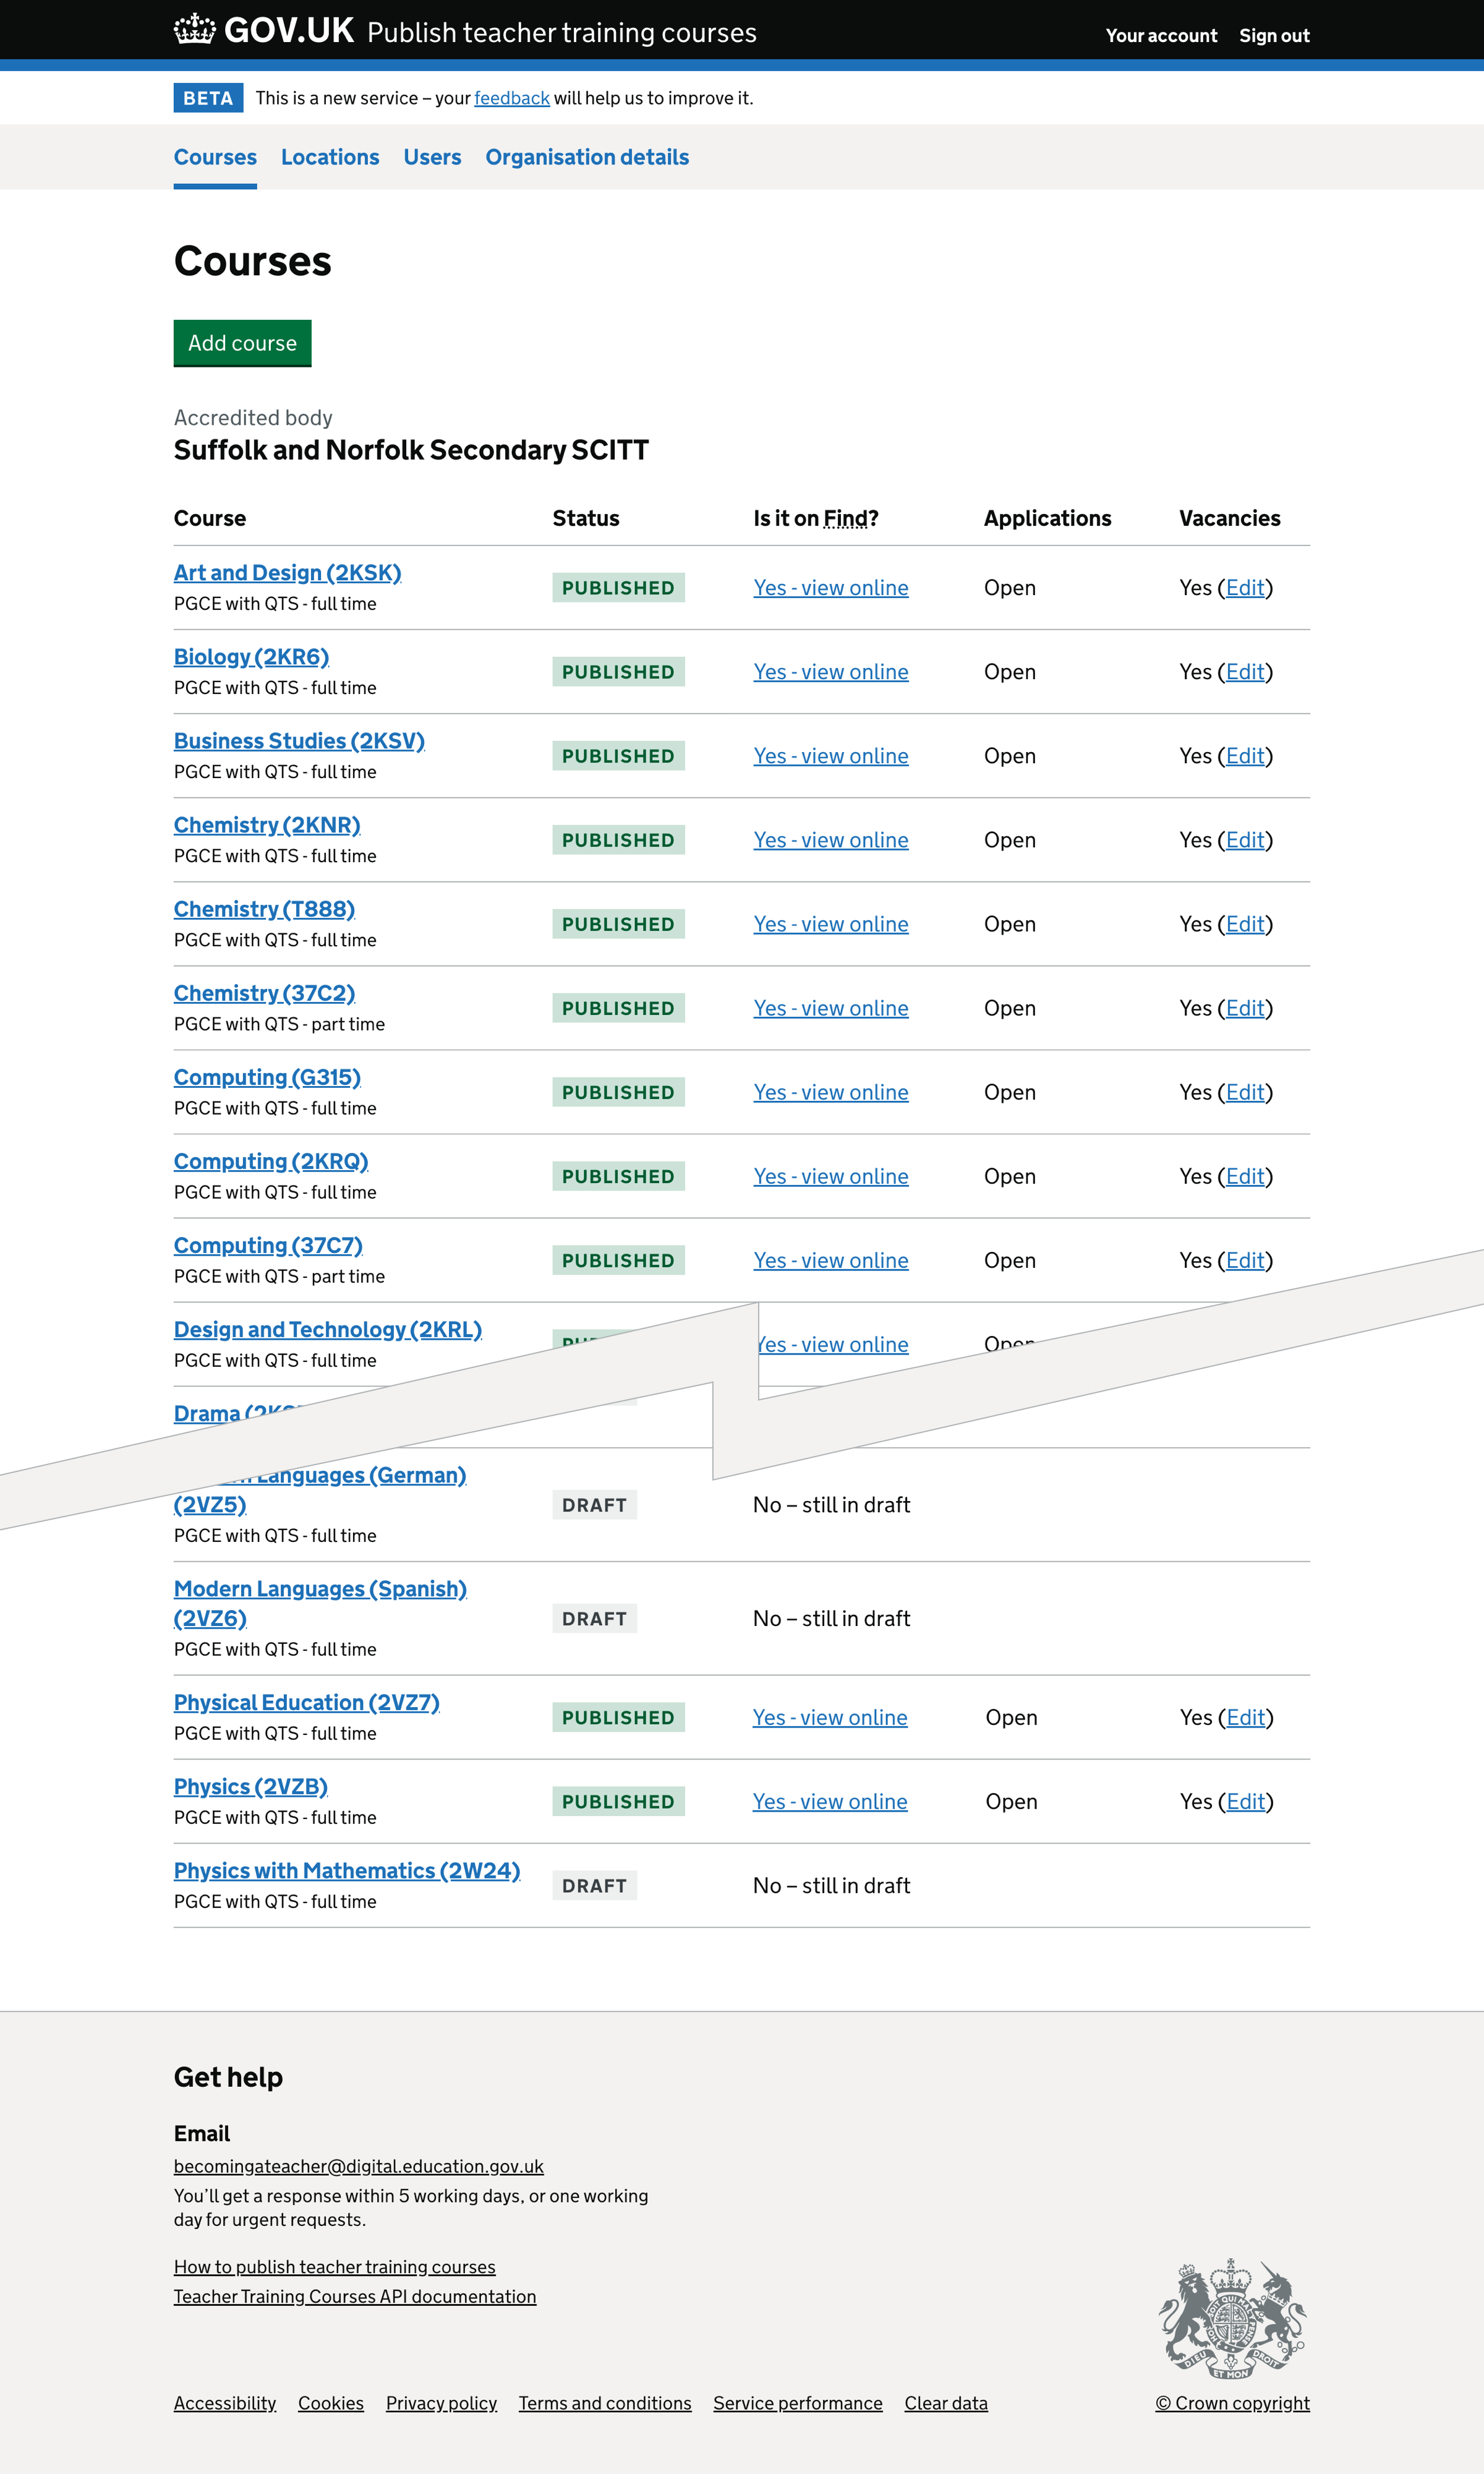 GOV.UK Publish teacher training courses Your account Sign out
BETA This is a new service – your feedback will help us to improve it.
Courses Locations Users Organisation details
Courses
Add course
Accredited body
Suffolk and Norfolk Secondary SCITT
Course Status Is it on Find? Applications Vacancies
Art and Design (2KSK)
PGCE with QTS - full time
PUBLISHED Yes - view online Open Yes (Edit)
Biology (2KR6)
PGCE with QTS - full time
PUBLISHED Yes - view online Open Yes (Edit)
Business Studies (2KSV)
PGCE with QTS - full time
PUBLISHED Yes - view online Open Yes (Edit)
Chemistry (2KNR)
PGCE with QTS - full time
PUBLISHED Yes - view online Open Yes (Edit)
Chemistry (T888)
PGCE with QTS - full time
PUBLISHED Yes - view online Open Yes (Edit)
Chemistry (37C2)
PGCE with QTS - part time
PUBLISHED Yes - view online Open Yes (Edit)
Computing (G315)
PGCE with QTS - full time
PUBLISHED Yes - view online Open Yes (Edit)
Computing (2KRQ)
PGCE with QTS - full time
PUBLISHED Yes - view online Open Yes (Edit)
Computing (37C7)
PGCE with QTS - part time
PUBLISHED Yes - view online Open Yes (Edit)
Design and Technology (2KRL)
PGCE with QTS - full time
Yes - view online Open
Drama
Languages (German)
(2VZ5)
PGCE with QTS - full time
DRAFT No – still in draft
Modern Languages (Spanish)
(2VZ6)
PGCE with QTS - full time
DRAFT No – still in draft
Physical Education (2VZ7)
PGCE with QTS - full time
PUBLISHED Yes - view online Open Yes (Edit)
Physics (2VZB)
PGCE with QTS - full time
PUBLISHED Yes - view online Open Yes (Edit)
Physics with Mathematics (2W24)
PGCE with QTS - full time
DRAFT No – still in draft
Get help
Email
becomingateacher@digital.education.gov.uk
You’ll get a response within 5 working days, or one working
day for urgent requests.
How to publish teacher training courses
Teacher Training Courses API documentation
DIEU ET MON DROIT
Accessibility Cookies Privacy policy Terms and conditions Service performance Clear data © Crown copyright